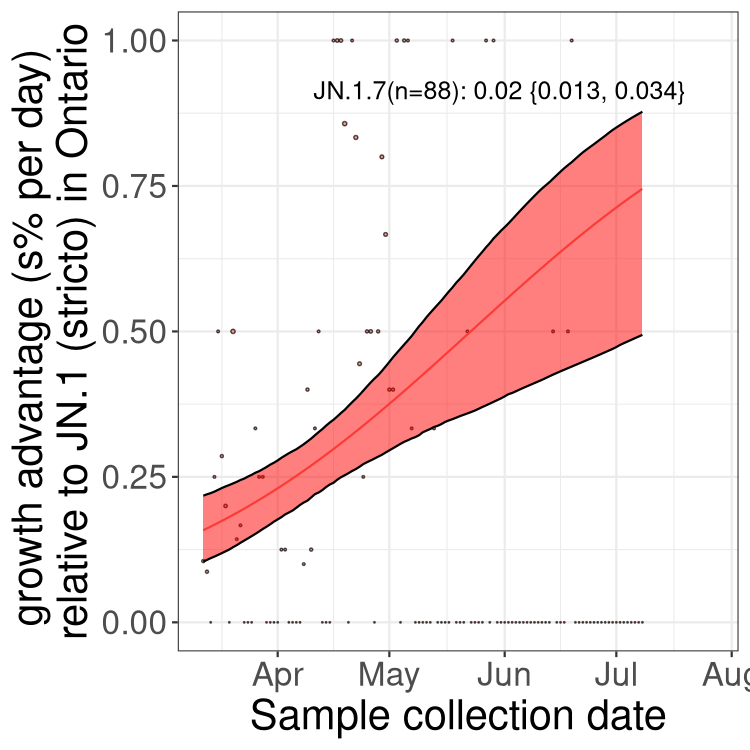 growth advantage (s% per day)
relative to JN.1 (stricto) in Ontario
1.00
0.75
0.50
0.25
0.00
JN.1.7(n=88): 0.02 {0.013, 0.034}
Apr May Jun Jul Aug
Sample collection date